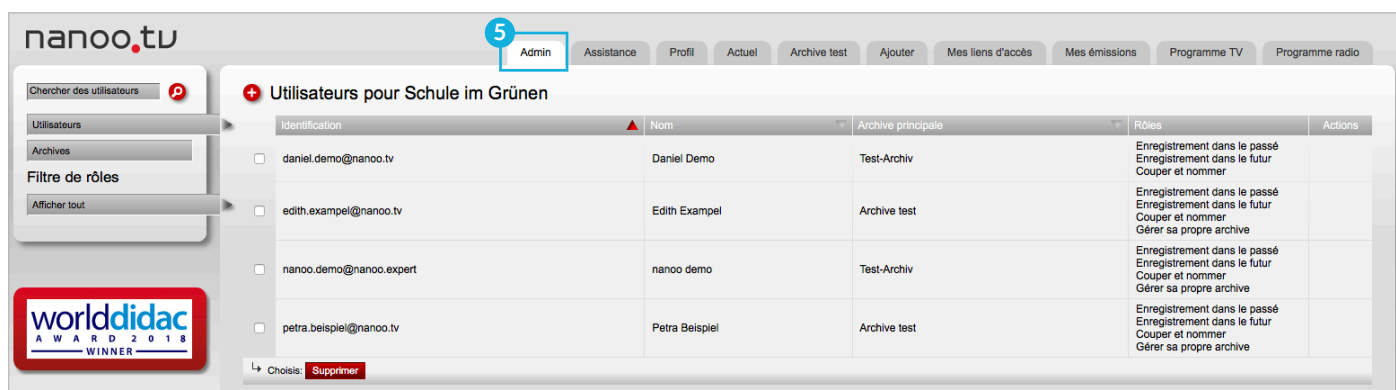 nanoo.tv
5
Admin
Assistance
Profil
Actuel
Archive test
Ajouter
Mes liens d'accès
Mes émissions
Programme TV
Programme radio
Chercher des utilisateurs
Utilisateurs
Archives
Filtre de rôles
Afficher tout
worlddidac
AWARD 2018
WINNER
Utilisateurs pour Schule im Grünen
Identification
Nom
Archive principale
Rôles
Actions
daniel.demo@nanoo.tv
Daniel Demo
Test-Archiv
Enregistrement dans le passé
Enregistrement dans le futur
Couper et nommer
edith.exampel@nanoo.tv
Edith Exampel
Archive test
Enregistrement dans le passé
Enregistrement dans le futur
Couper et nommer
Gérer sa propre archive
nanoo.demo@nanoo.expert
nanoo demo
Test-Archiv
Enregistrement dans le passé
Enregistrement dans le futur
Couper et nommer
Gérer sa propre archive
petra.beispiel@nanoo.tv
Petra Beispiel
Archive test
Enregistrement dans le passé
Enregistrement dans le futur
Couper et nommer
Gérer sa propre archive
Choisis: Supprimer